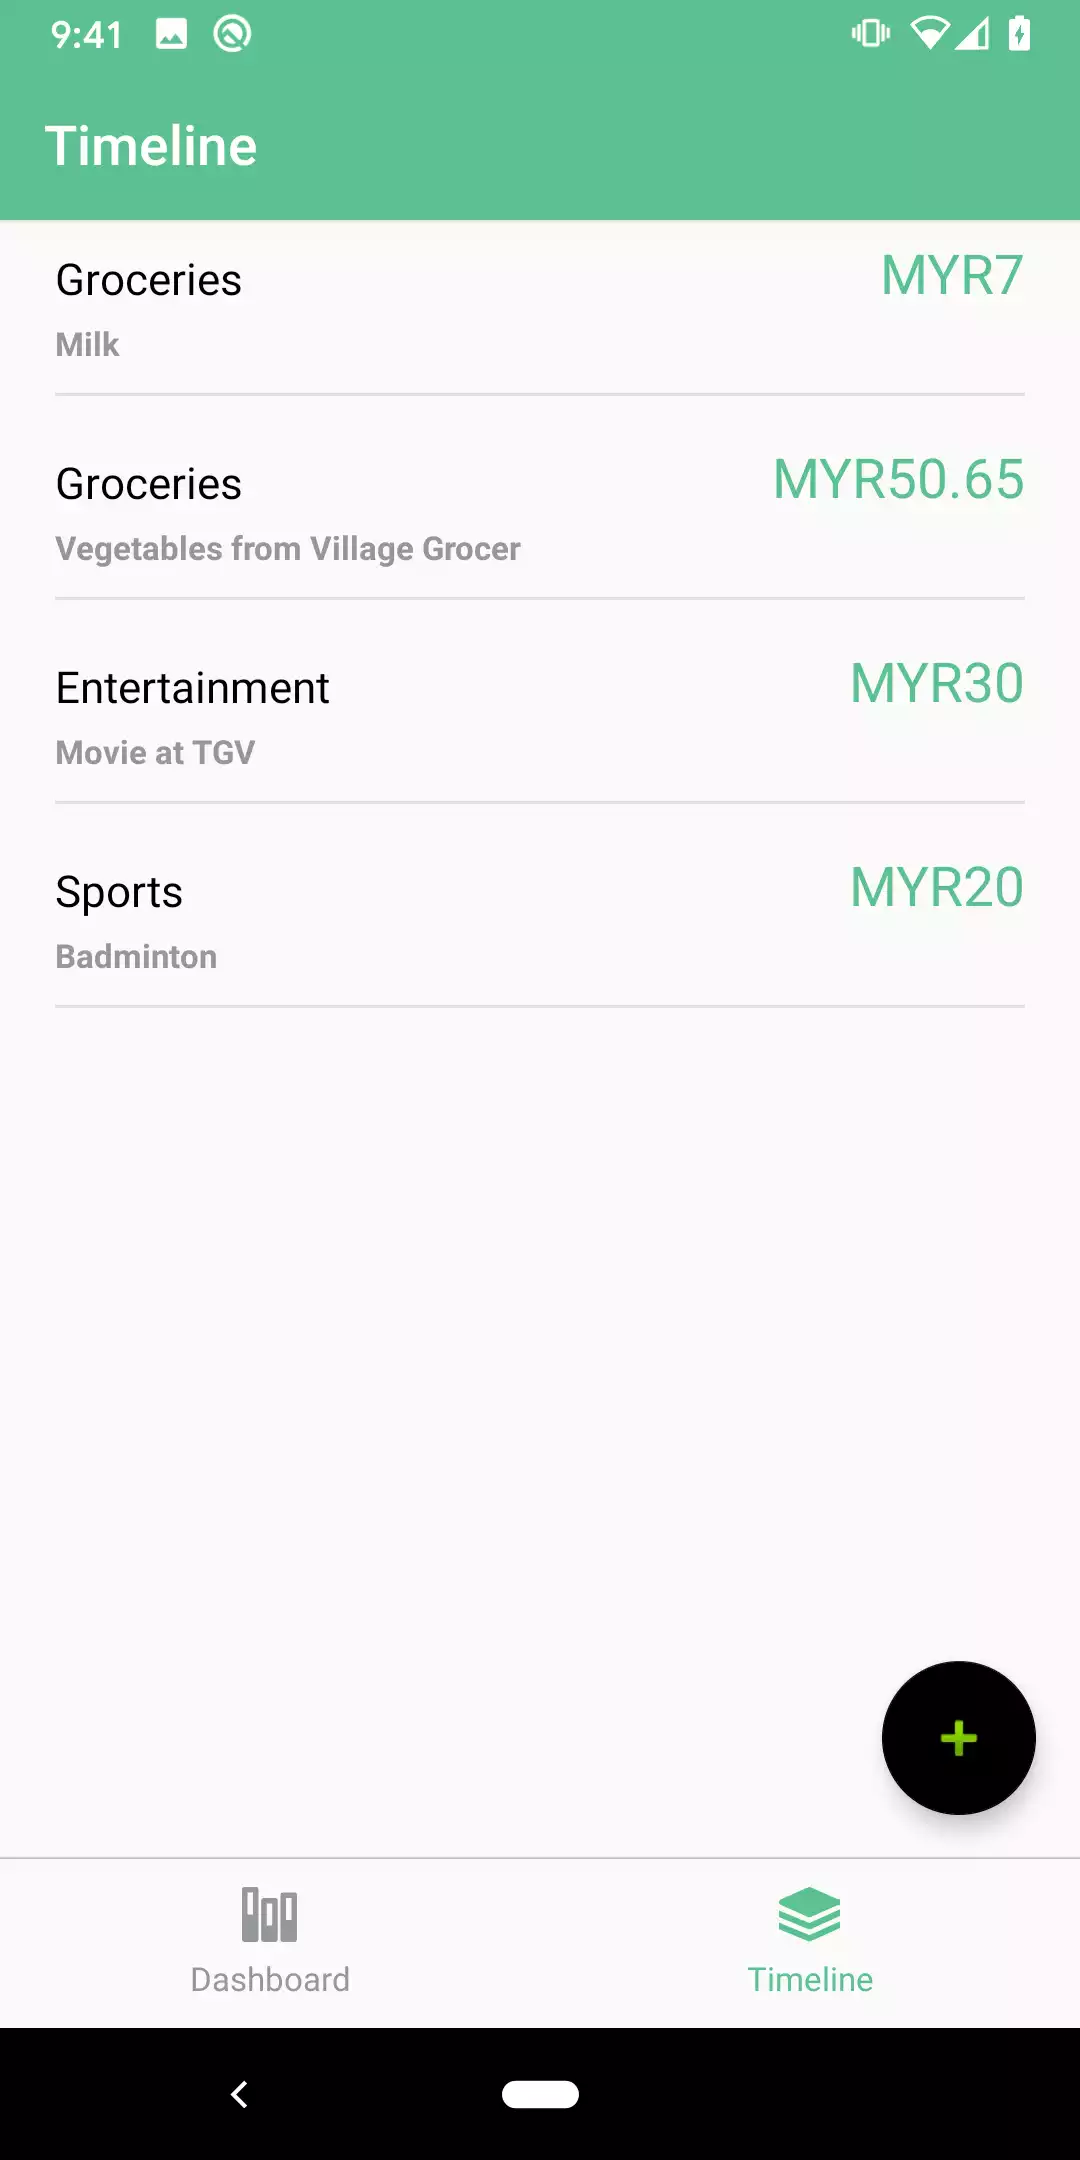 9:41
Timeline
Groceries
MYR7
Milk
Groceries
MYR50.65
Vegetables from Village Grocer
Entertainment
MYR30
Movie at TGV
Sports
MYR20
Badminton
Dashboard
Timeline